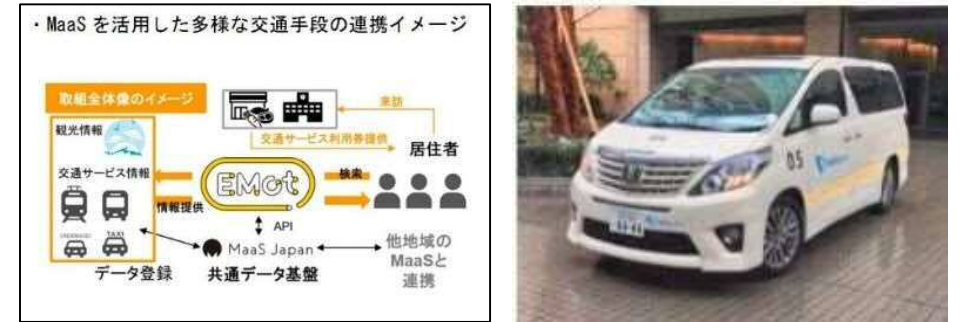 ・MaaS を活用した多様な交通手段の連携イメージ
取組全体像のイメージ
観光情報
交通サービス情報
TAXI
データ登録
情報提供
来訪
交通サービス利用券提供
居住者
EMot
検索
API
MaaS Japan
共通データ基盤
他地域の
MaaSと
連携
05